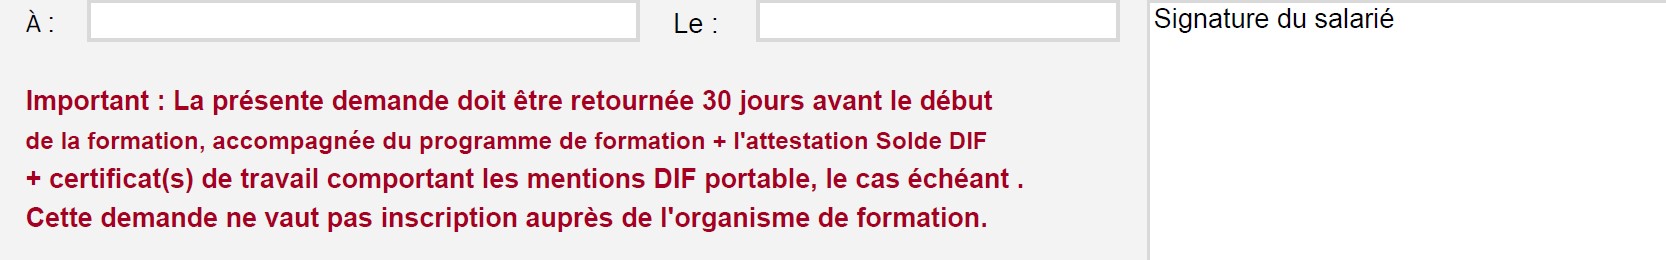 À : Le : Signature du salarié
Important : La présente demande doit être retournée 30 jours avant le début
de la formation, accompagnée du programme de formation + l'attestation Solde DIF
+ certificat(s) de travail comportant les mentions DIF portable, le cas échéant .
Cette demande ne vaut pas inscription auprès de l'organisme de formation.